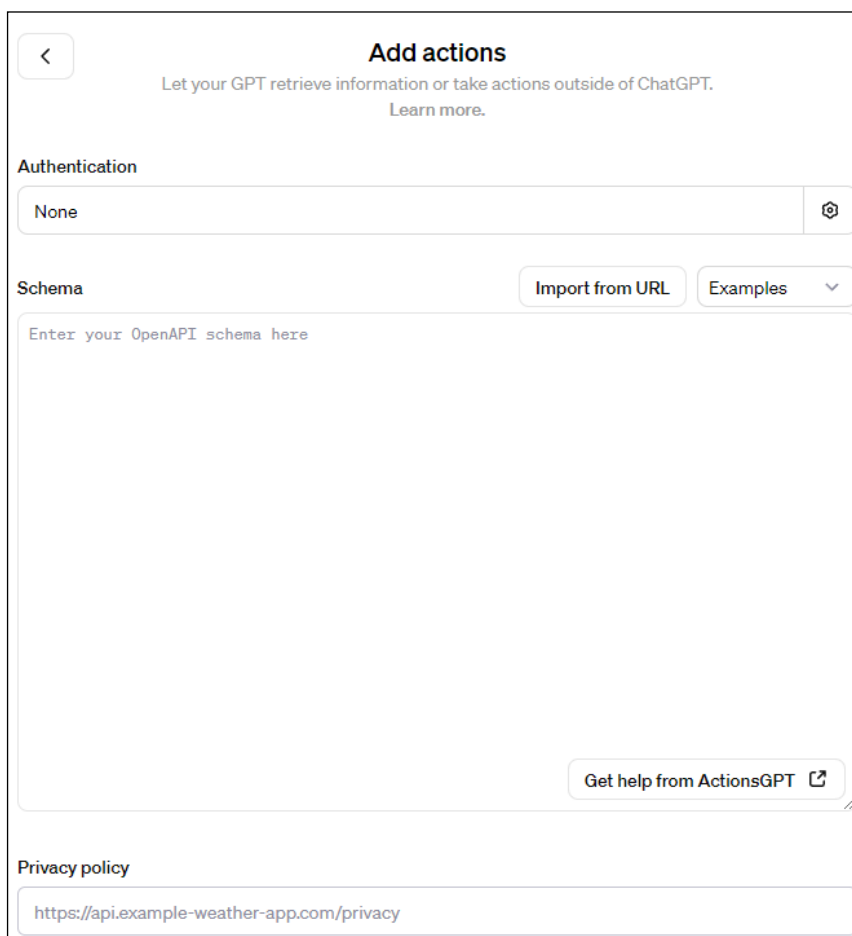 Add actions
Let your GPT retrieve information or take actions outside of ChatGPT.
Learn more.
Authentication
None
Schema
Import from URL
Examples
Enter your OpenAPI schema here
Get help from ActionsGPT
Privacy policy
https://api.example-weather-app.com/privacy